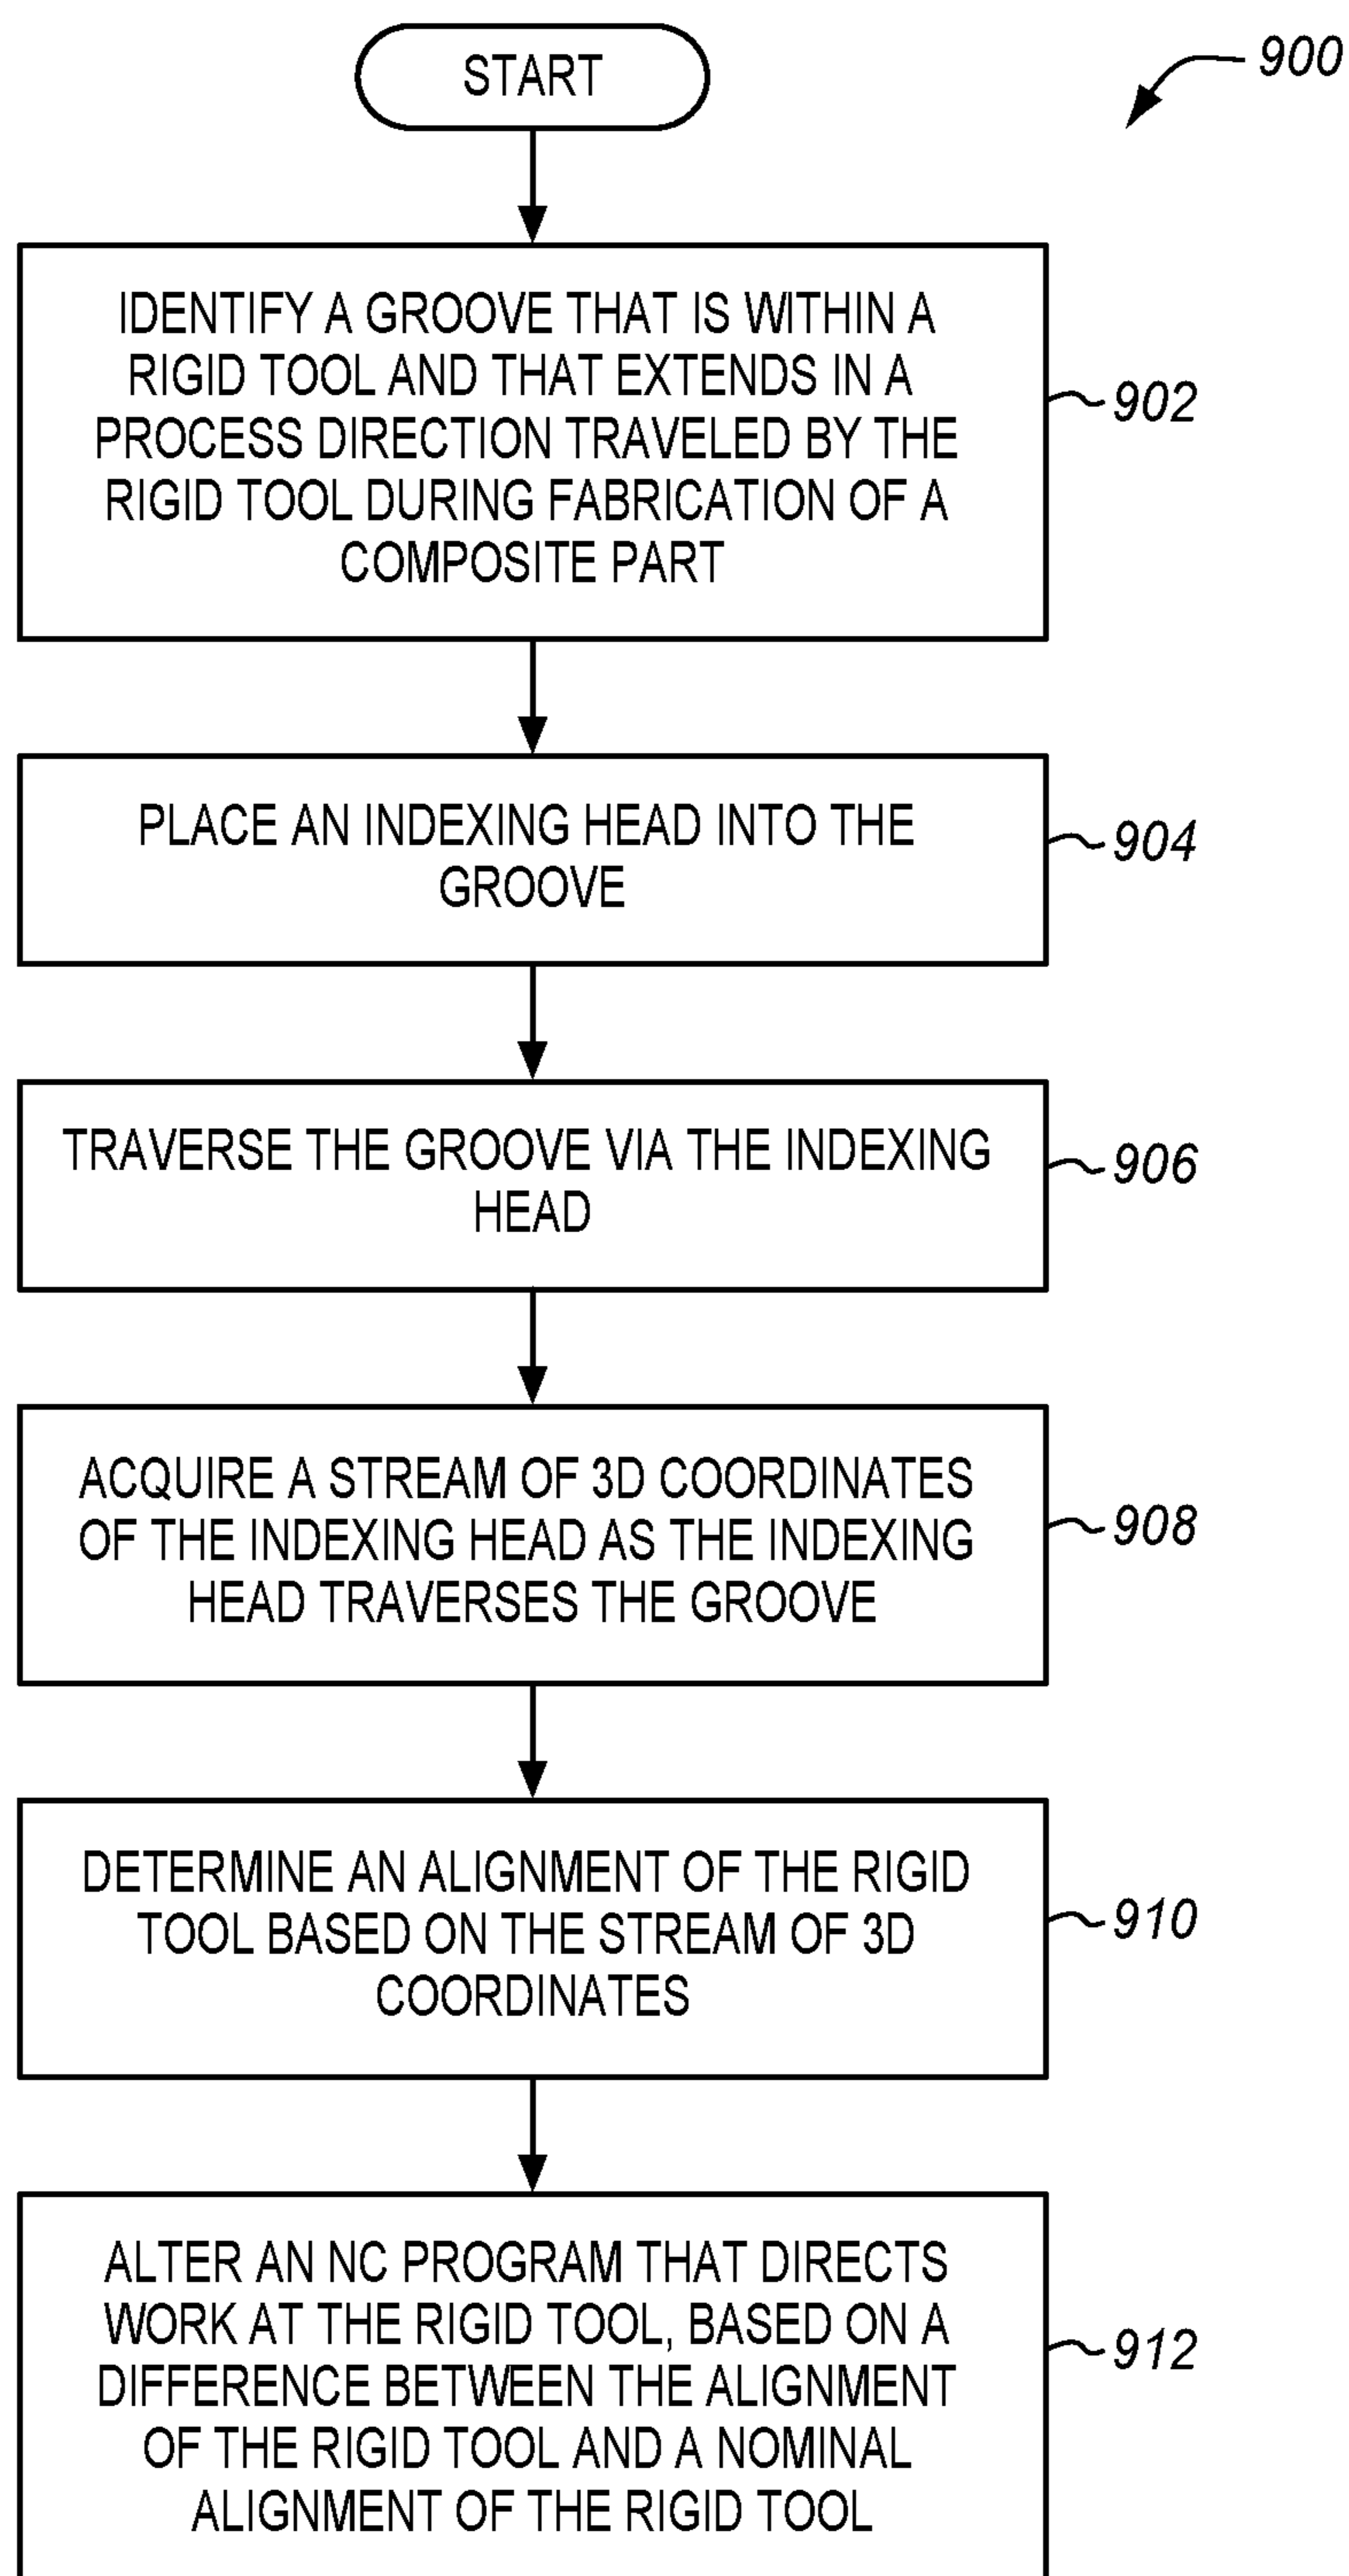 START
900
IDENTIFY A GROOVE THAT IS WITHIN A
RIGID TOOL AND THAT EXTENDS IN A
PROCESS DIRECTION TRAVELED BY THE
RIGID TOOL DURING FABRICATION OF A
COMPOSITE PART
902
PLACE AN INDEXING HEAD INTO THE
GROOVE
904
TRAVERSE THE GROOVE VIA THE INDEXING
HEAD
906
ACQUIRE A STREAM OF 3D COORDINATES
OF THE INDEXING HEAD AS THE INDEXING
HEAD TRAVERSES THE GROOVE
908
DETERMINE AN ALIGNMENT OF THE RIGID
TOOL BASED ON THE STREAM OF 3D
COORDINATES
910
ALTER AN NC PROGRAM THAT DIRECTS
WORK AT THE RIGID TOOL, BASED ON A
DIFFERENCE BETWEEN THE ALIGNMENT
OF THE RIGID TOOL AND A NOMINAL
ALIGNMENT OF THE RIGID TOOL
912